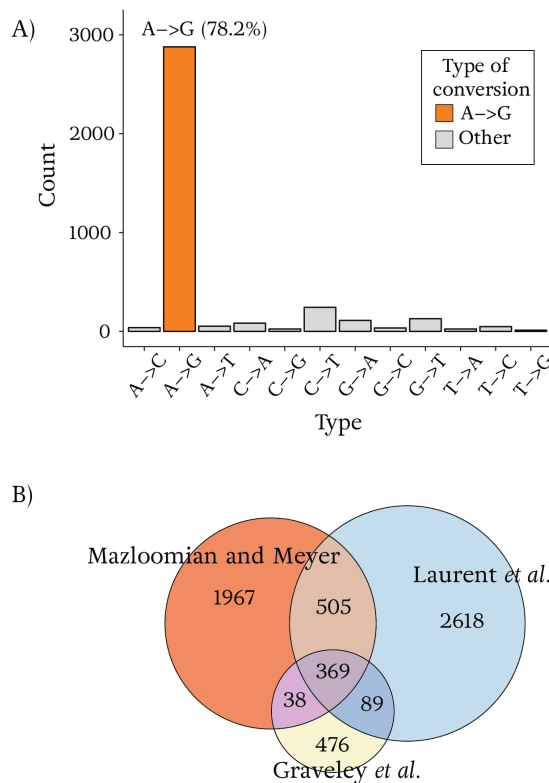 A)
A−>G (78.2%)
3000
2000
1000
0
Count
Type of
conversion
A−>G
Other
A−>C
A−>G
A−>T
C−>A
C−>G
C−>T
G−>A
G−>C
G−>T
T−>A
T−>C
T−>G
Type
B)
Mazloomian and Meyer
Laurent et al.
1967
505
2618
369
38
89
476
Graveley et al.